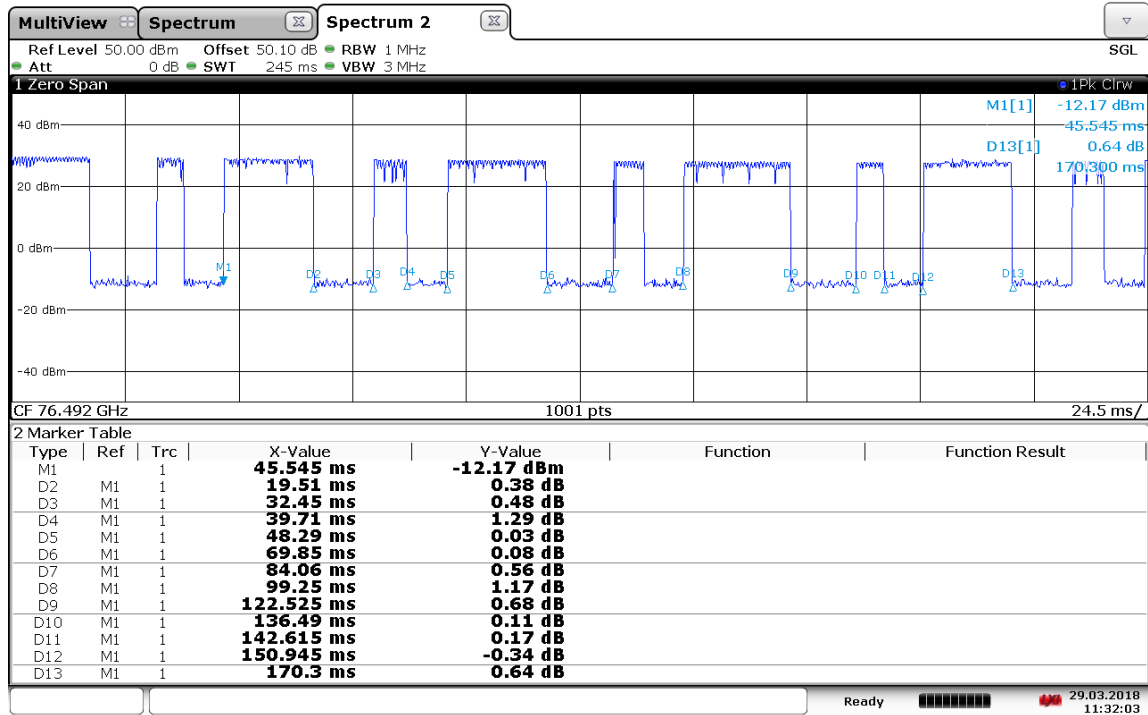 MultiView Spectrum Spectrum 2
Ref Level 50.00 dBm Offset 50.10 dB RBW 1 MHz SGL
Att 0 dB SWT 245 ms VBW 3 MHz
1 Zero Span 1Pk Clrw
M1[1] -12.17 dBm
45.545 ms
D13[1] 0.64 dB
170.300 ms
40 dBm
20 dBm
0 dBm
-20 dBm
-40 dBm
M1 D2 D3 D4 D5 D6 D7 D8 D9 D10 D11 D12 D13
CF 76.492 GHz 1001 pts 24.5 ms/
2 Marker Table
Type Ref Trc X-Value Y-Value Function Function Result
M1 1 45.545 ms -12.17 dBm
D2 M1 1 19.51 ms 0.38 dB
D3 M1 1 32.45 ms 0.48 dB
D4 M1 1 39.71 ms 1.29 dB
D5 M1 1 48.29 ms 0.03 dB
D6 M1 1 69.85 ms 0.08 dB
D7 M1 1 84.06 ms 0.56 dB
D8 M1 1 99.25 ms 1.17 dB
D9 M1 1 122.525 ms 0.68 dB
D10 M1 1 136.49 ms 0.11 dB
D11 M1 1 142.615 ms 0.17 dB
D12 M1 1 150.945 ms -0.34 dB
D13 M1 1 170.3 ms 0.64 dB
Ready 29.03.2018
11:32:03